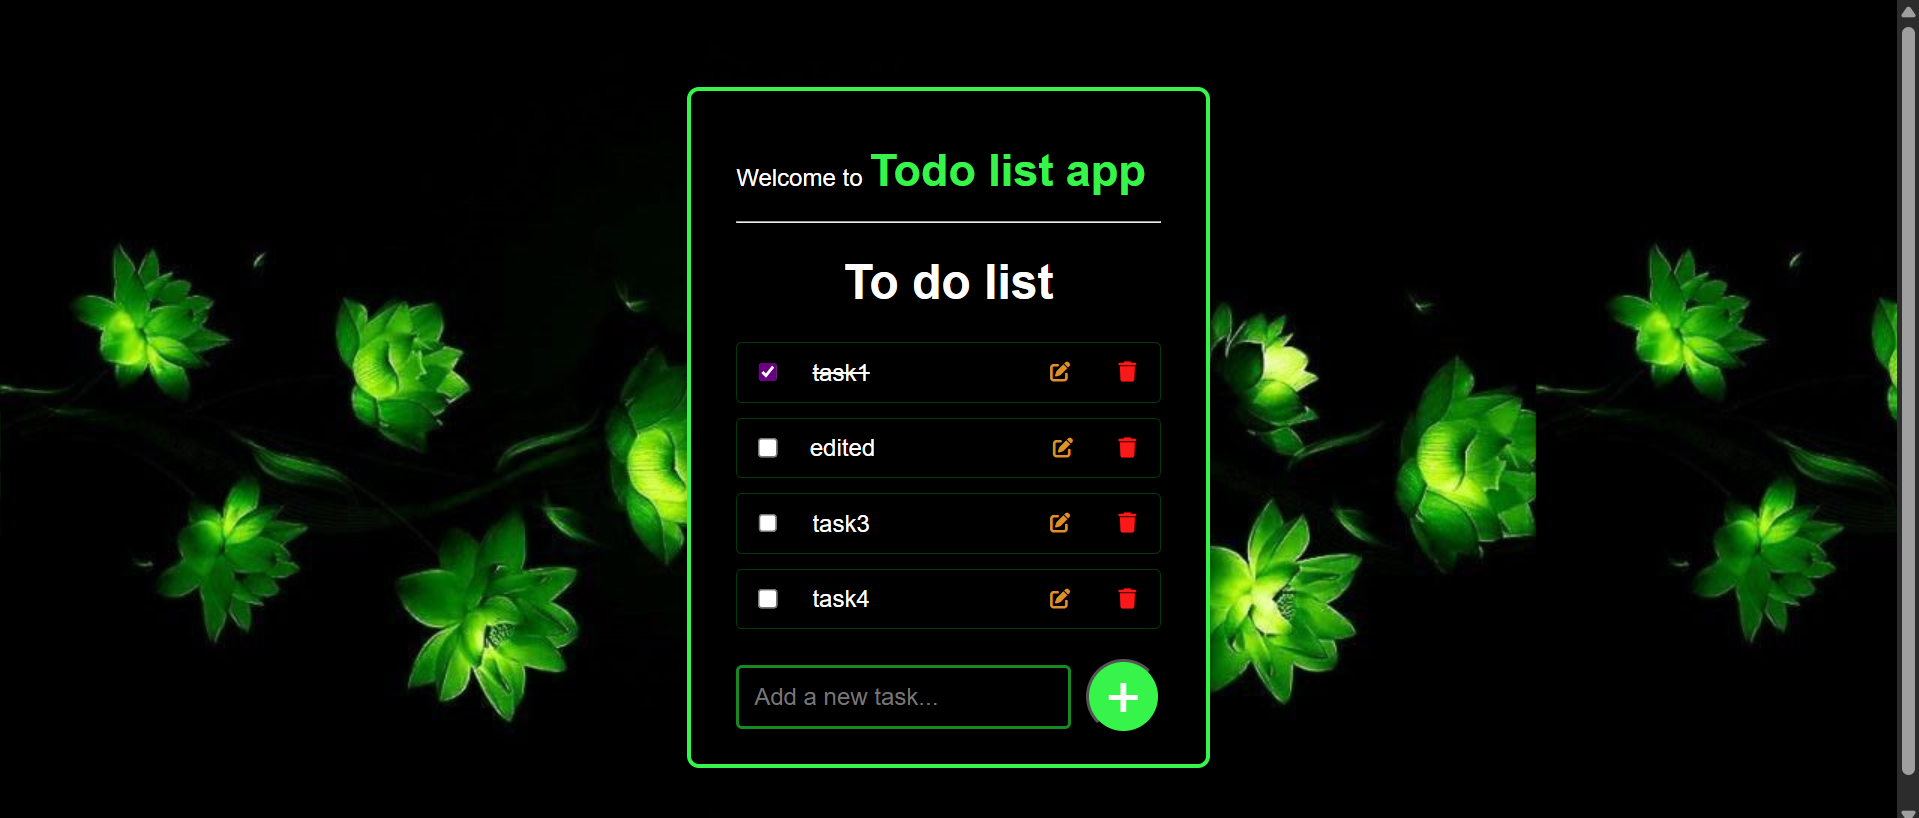 Welcome to Todo list app
To do list
task1
edited
task3
task4
Add a new task...